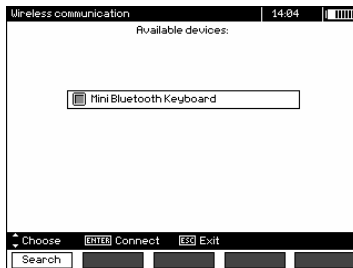 Wireless communication 14:04
Available devices:
Mini Bluetooth Keyboard
Choose ENTER Connect ESC Exit
Search